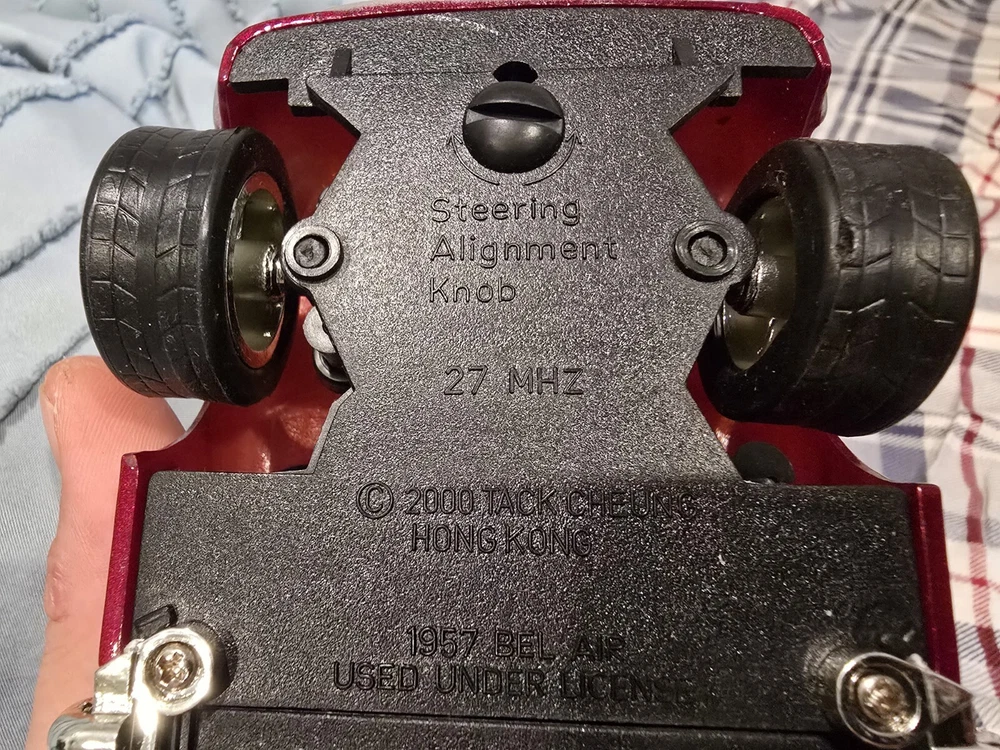 Steering
Alignment
Knob
27 MHZ
© 2000 TACK CHEUNG
HONG KONG
1957 BEL AIR
USED UNDER LICENSE